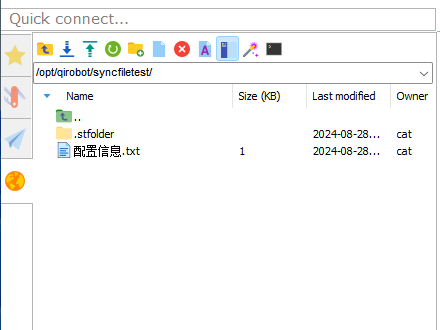 Quick connect...
/opt/qjrobot/syncfiletest/
Name Size (KB) Last modified Owner
..
.stfolder 2024-08-28... cat
配置信息.txt 1 2024-08-28... cat